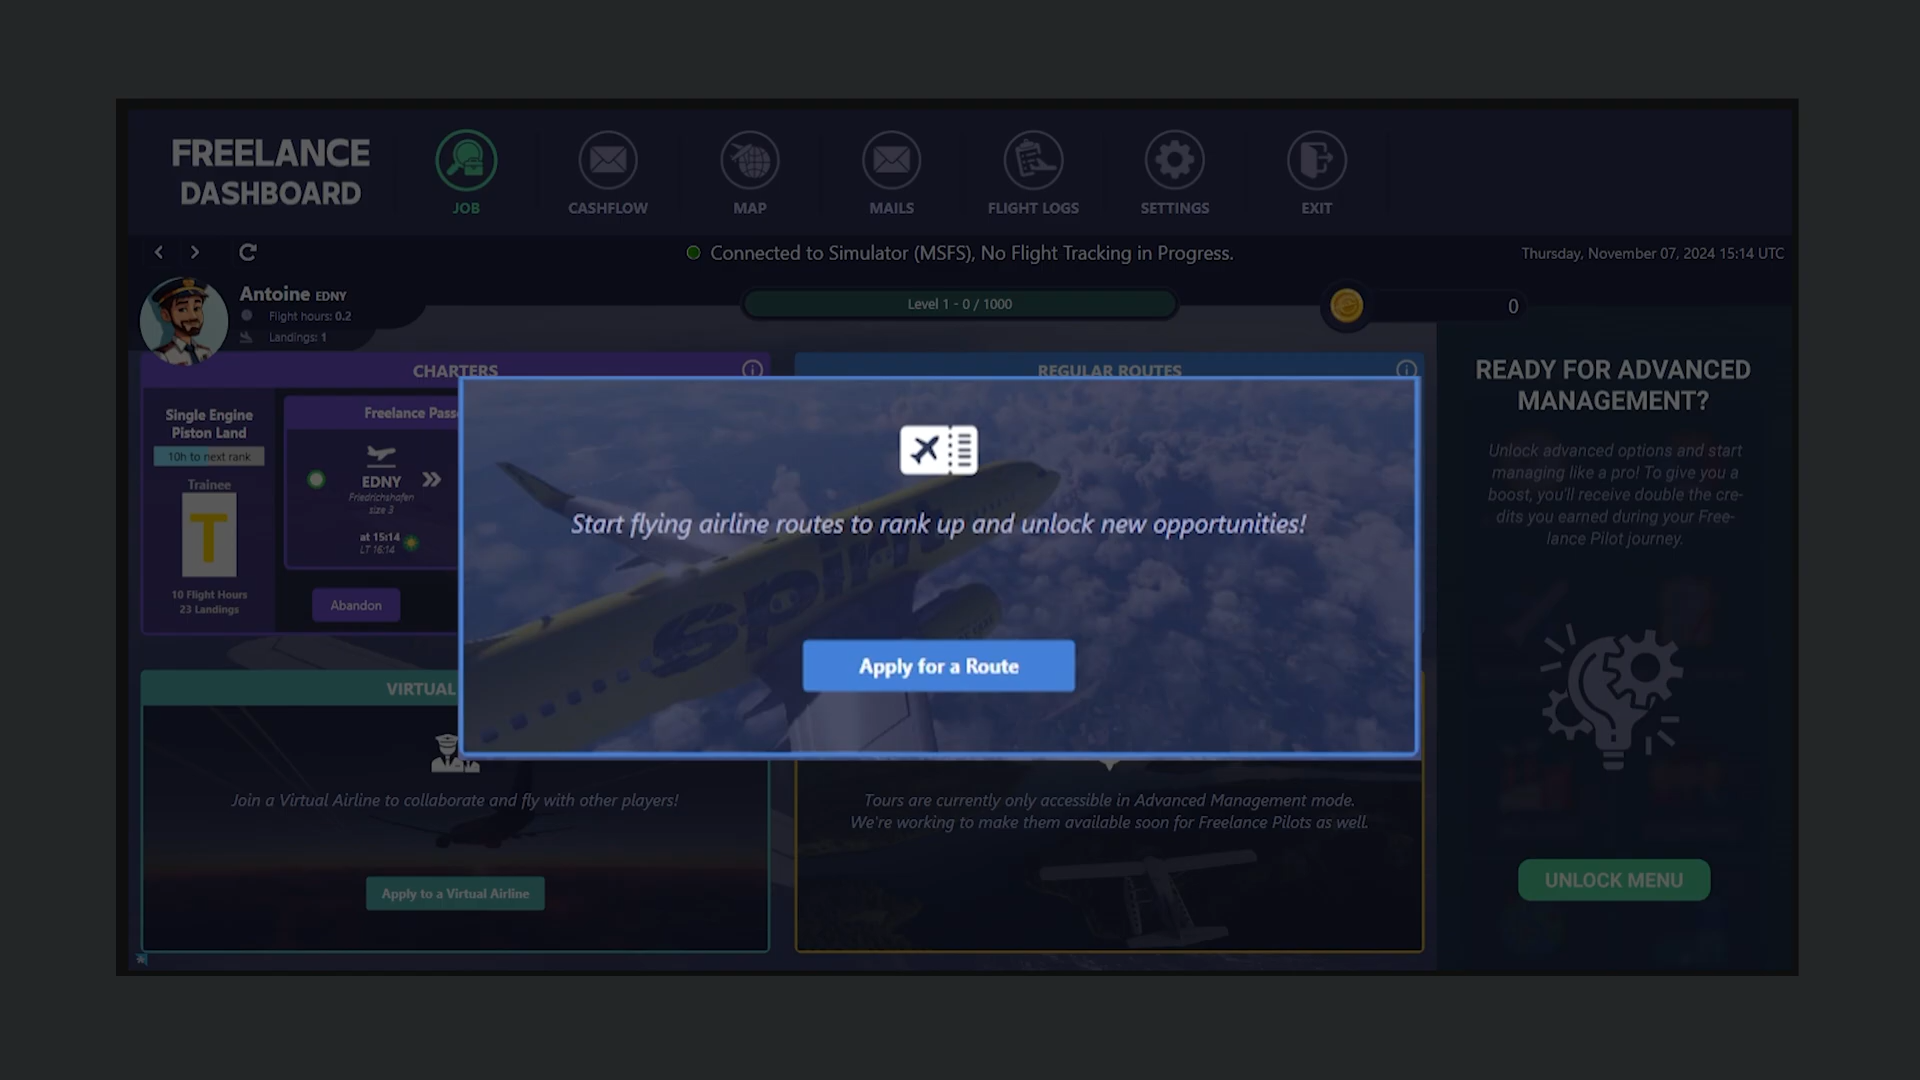 FREELANCE
DASHBOARD
JOB
CASHFLOW
MAP
MAILS
FLIGHT LOGS
SETTINGS
EXIT
Connected to Simulator (MSFS), No Flight Tracking in Progress.
Thursday, November 07, 2024 15:14 UTC
Antoine EDNY
Flight hours: 0.2
Landings: 1
Level 1 - 0 / 1000
0
CHARTERS
REGULAR ROUTES
Single Engine
Piston Land
10h to next rank
Trainee
T
10 Flight Hours
23 Landings
Freelance Pass
EDNY
Friedrichshafen
size 3
at 15:14
LT 16:14
Abandon
Start flying airline routes to rank up and unlock new opportunities!
spirit
Apply for a Route
VIRTUAL
Join a Virtual Airline to collaborate and fly with other players!
Apply to a Virtual Airline
Tours are currently only accessible in Advanced Management mode.
We're working to make them available soon for Freelance Pilots as well.
READY FOR ADVANCED
MANAGEMENT?
Unlock advanced options and start
managing like a pro! To give you a
boost, you'll receive double the cre-
dits you earned during your Free-
lance Pilot journey.
UNLOCK MENU